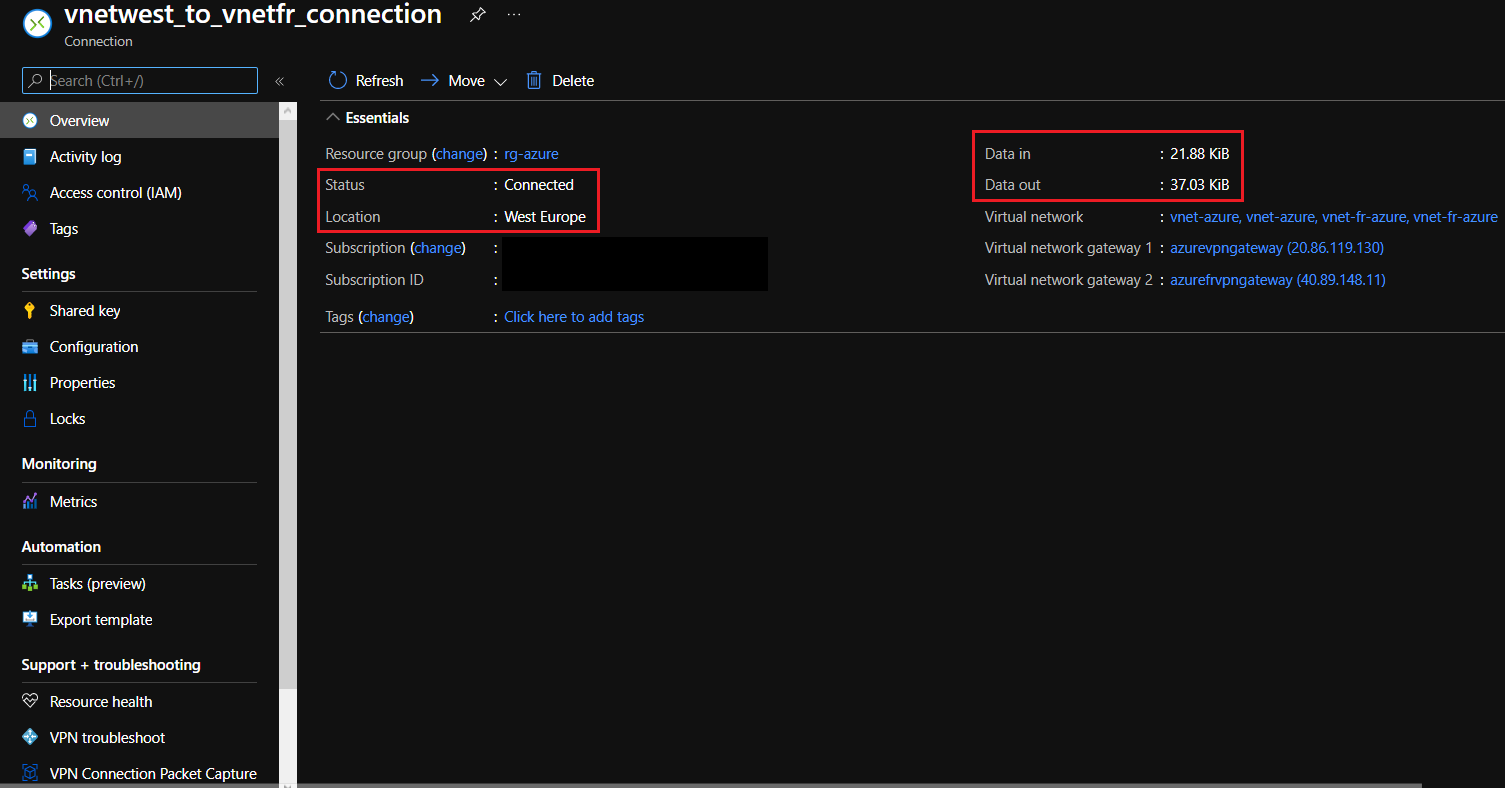 vnetwest_to_vnetfr_connection
Connection
Search (Ctrl+/)
«
Refresh Move Delete
Overview
Activity log
Access control (IAM)
Tags
Settings
Shared key
Configuration
Properties
Locks
Monitoring
Metrics
Automation
Tasks (preview)
Export template
Support + troubleshooting
Resource health
VPN troubleshoot
VPN Connection Packet Capture
Essentials
Resource group (change) : rg-azure
Status : Connected
Location : West Europe
Subscription (change) :
Subscription ID :
Tags (change) : Click here to add tags
Data in : 21.88 KiB
Data out : 37.03 KiB
Virtual network : vnet-azure, vnet-azure, vnet-fr-azure, vnet-fr-azure
Virtual network gateway 1 : azurevpngateway (20.86.119.130)
Virtual network gateway 2 : azurefrvpngateway (40.89.148.11)